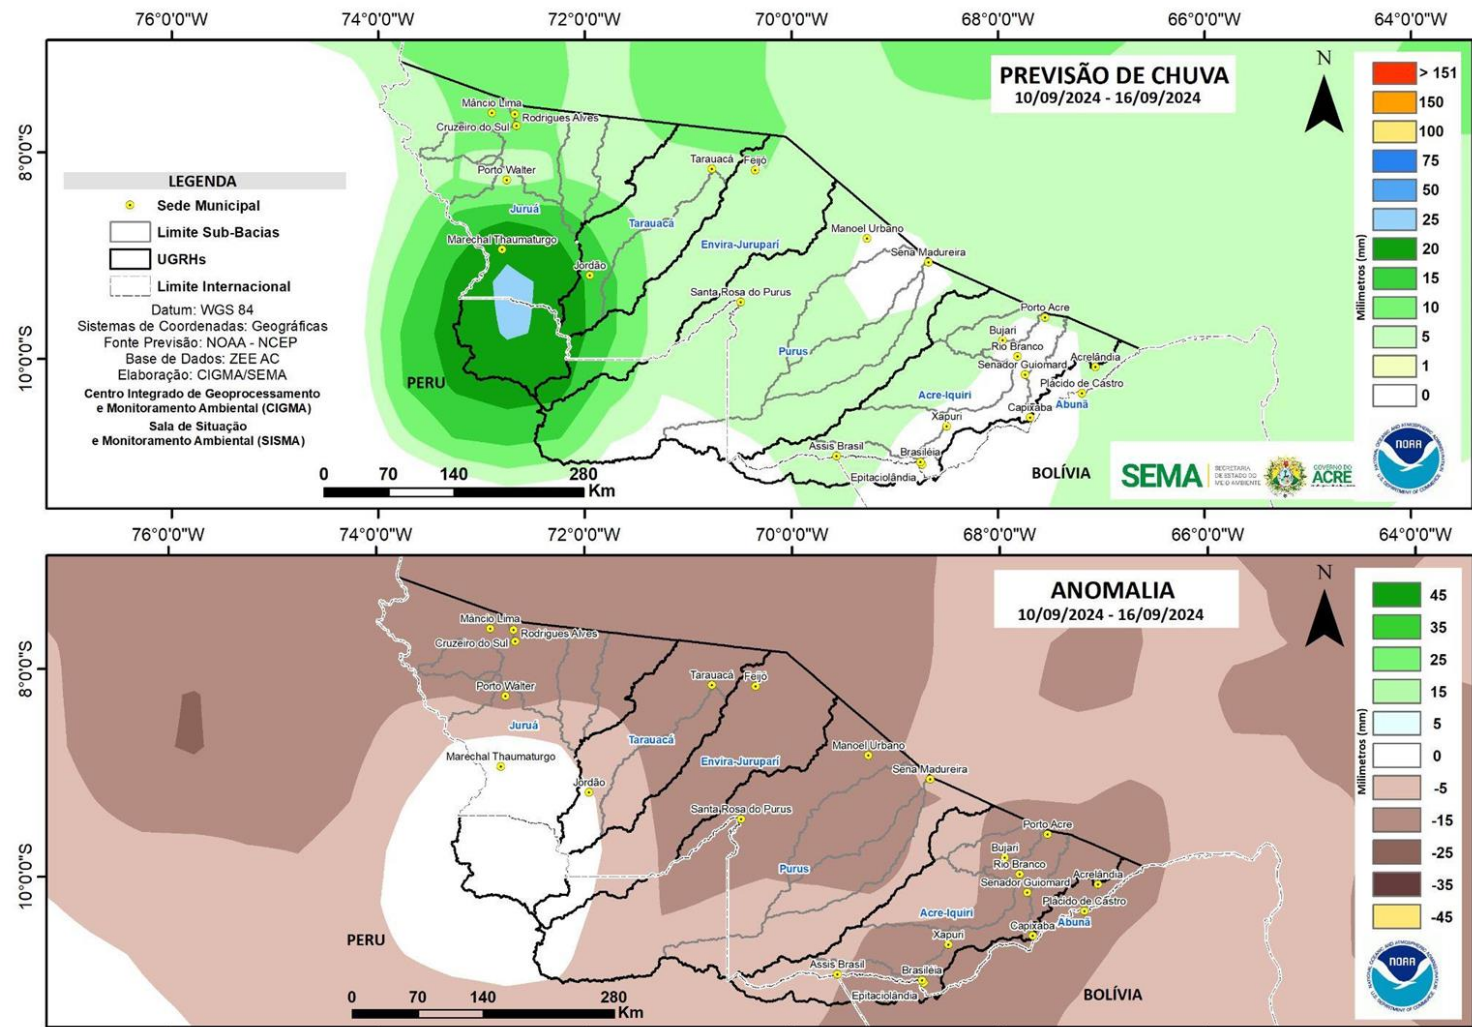 76°0'0"W
74°0'0"W
72°0'0"W
70°0'0"W
68°0'0"W
66°0'0"W
64°0'0"W
PREVISÃO DE CHUVA
10/09/2024 - 16/09/2024
N
> 151
150
100
75
50
25
20
15
10
5
1
0
Milímetros (mm)
8°0'0"S
10°0'0"S
LEGENDA
Sede Municipal
Limite Sub-Bacias
UGRHs
Limite Internacional
Datum: WGS 84
Sistemas de Coordenadas: Geográficas
Fonte Previsão: NOAA - NCEP
Base de Dados: ZEE AC
Elaboração: CIGMA/SEMA
Centro Integrado de Geoprocessamento
e Monitoramento Ambiental (CIGMA)
Sala de Situação
e Monitoramento Ambiental (SISMA)
Mâncio Lima
Rodrigues Alves
Cruzeiro do Sul
Porto Walter
Juruá
Marechal Thaumaturgo
Jordão
Tarauacá
Feijó
Tarauacá
Envira-Jurupari
Manoel Urbano
Sena Madureira
Santa Rosa do Purus
Purus
Porto Acre
Bujari
Rio Branco
Senador Guiomard
Acrelândia
Plácido de Castro
Abunã
Acre-Iquiri
Capixaba
Xapuri
Assis Brasil
Brasiléia
Epitaciolândia
PERU
BOLÍVIA
0 70 140 280
Km
SEMA
SECRETARIA
DE ESTADO DO
MEIO AMBIENTE
GOVERNO DO
ACRE
NOAA
76°0'0"W
74°0'0"W
72°0'0"W
70°0'0"W
68°0'0"W
66°0'0"W
64°0'0"W
ANOMALIA
10/09/2024 - 16/09/2024
N
45
35
25
15
5
0
-5
-15
-25
-35
-45
Milímetros (mm)
8°0'0"S
10°0'0"S
Mâncio Lima
Rodrigues Alves
Cruzeiro do Sul
Porto Walter
Juruá
Marechal Thaumaturgo
Jordão
Tarauacá
Feijó
Tarauacá
Envira-Jurupari
Manoel Urbano
Sena Madureira
Santa Rosa do Purus
Purus
Porto Acre
Bujari
Rio Branco
Senador Guiomard
Acrelândia
Plácido de Castro
Abunã
Acre-Iquiri
Capixaba
Xapuri
Assis Brasil
Brasiléia
Epitaciolândia
PERU
BOLÍVIA
0 70 140 280
Km
NOAA